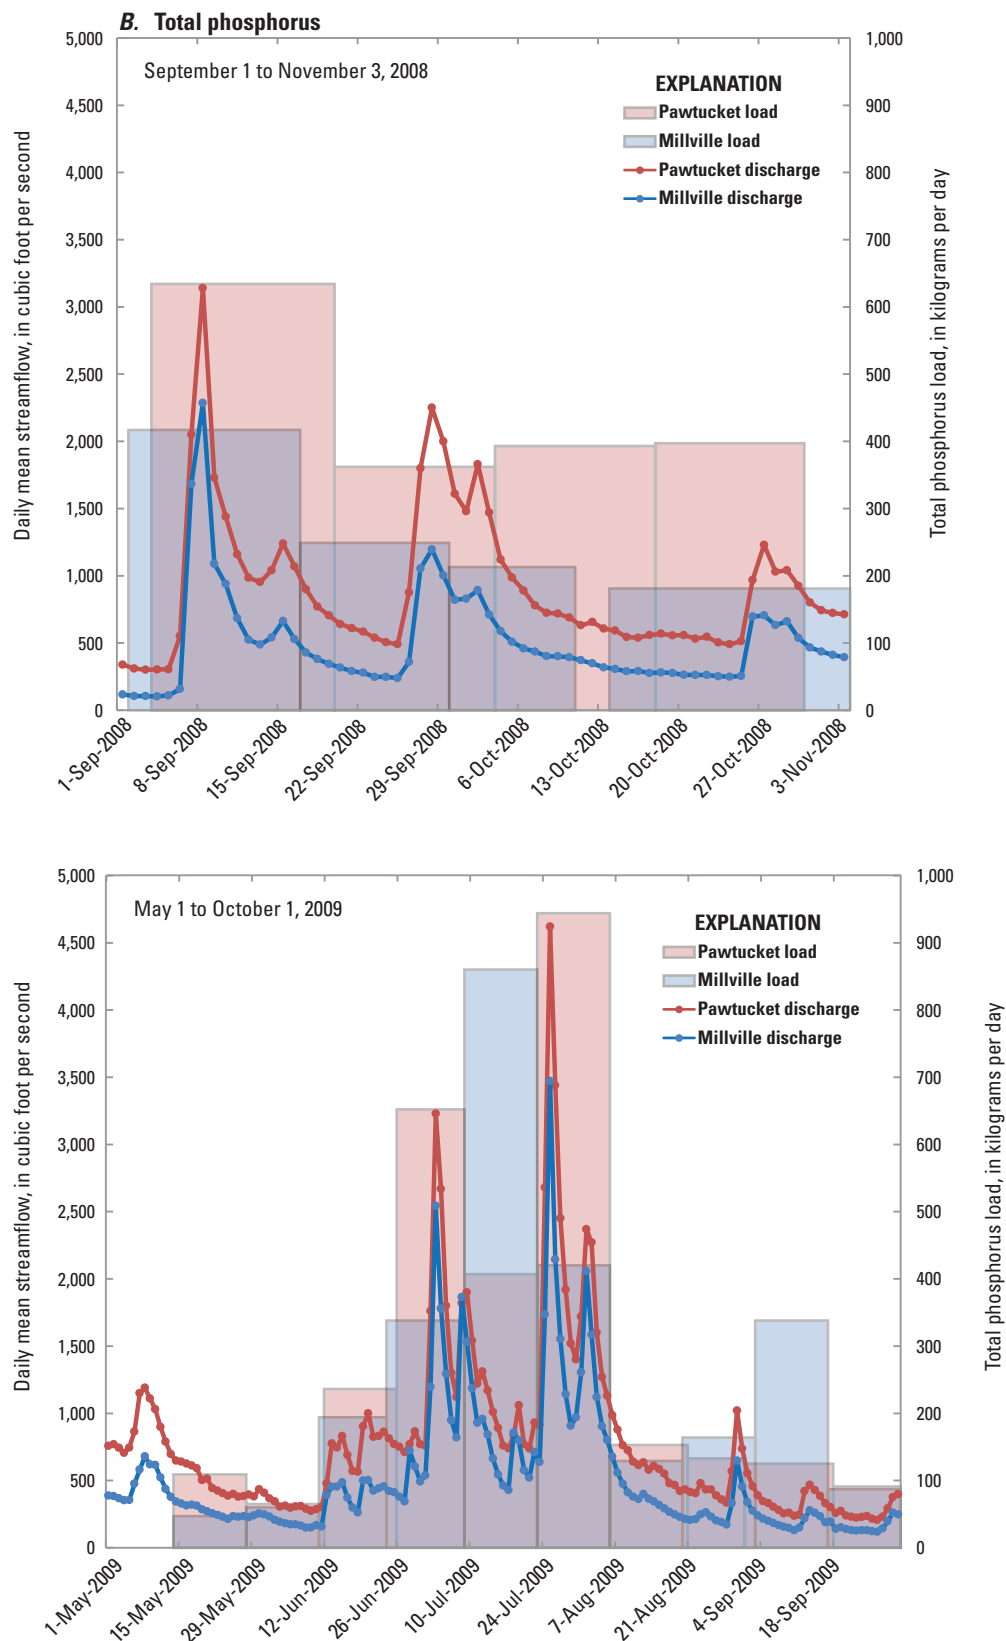 B. Total phosphorus
September 1 to November 3, 2008
EXPLANATION
Pawtucket load
Millville load
Pawtucket discharge
Millville discharge
Daily mean streamflow, in cubic foot per second
5,000
4,500
4,000
3,500
3,000
2,500
2,000
1,500
1,000
500
0
1,000
900
800
700
600
500
400
300
200
100
0
Total phosphorus load, in kilograms per day
1-Sep-2008
8-Sep-2008
15-Sep-2008
22-Sep-2008
29-Sep-2008
6-Oct-2008
13-Oct-2008
20-Oct-2008
27-Oct-2008
3-Nov-2008
May 1 to October 1, 2009
EXPLANATION
Pawtucket load
Millville load
Pawtucket discharge
Millville discharge
Daily mean streamflow, in cubic foot per second
5,000
4,500
4,000
3,500
3,000
2,500
2,000
1,500
1,000
500
0
1,000
900
800
700
600
500
400
300
200
100
0
Total phosphorus load, in kilograms per day
1-May-2009
15-May-2009
29-May-2009
12-Jun-2009
26-Jun-2009
10-Jul-2009
24-Jul-2009
7-Aug-2009
21-Aug-2009
4-Sep-2009
18-Sep-2009